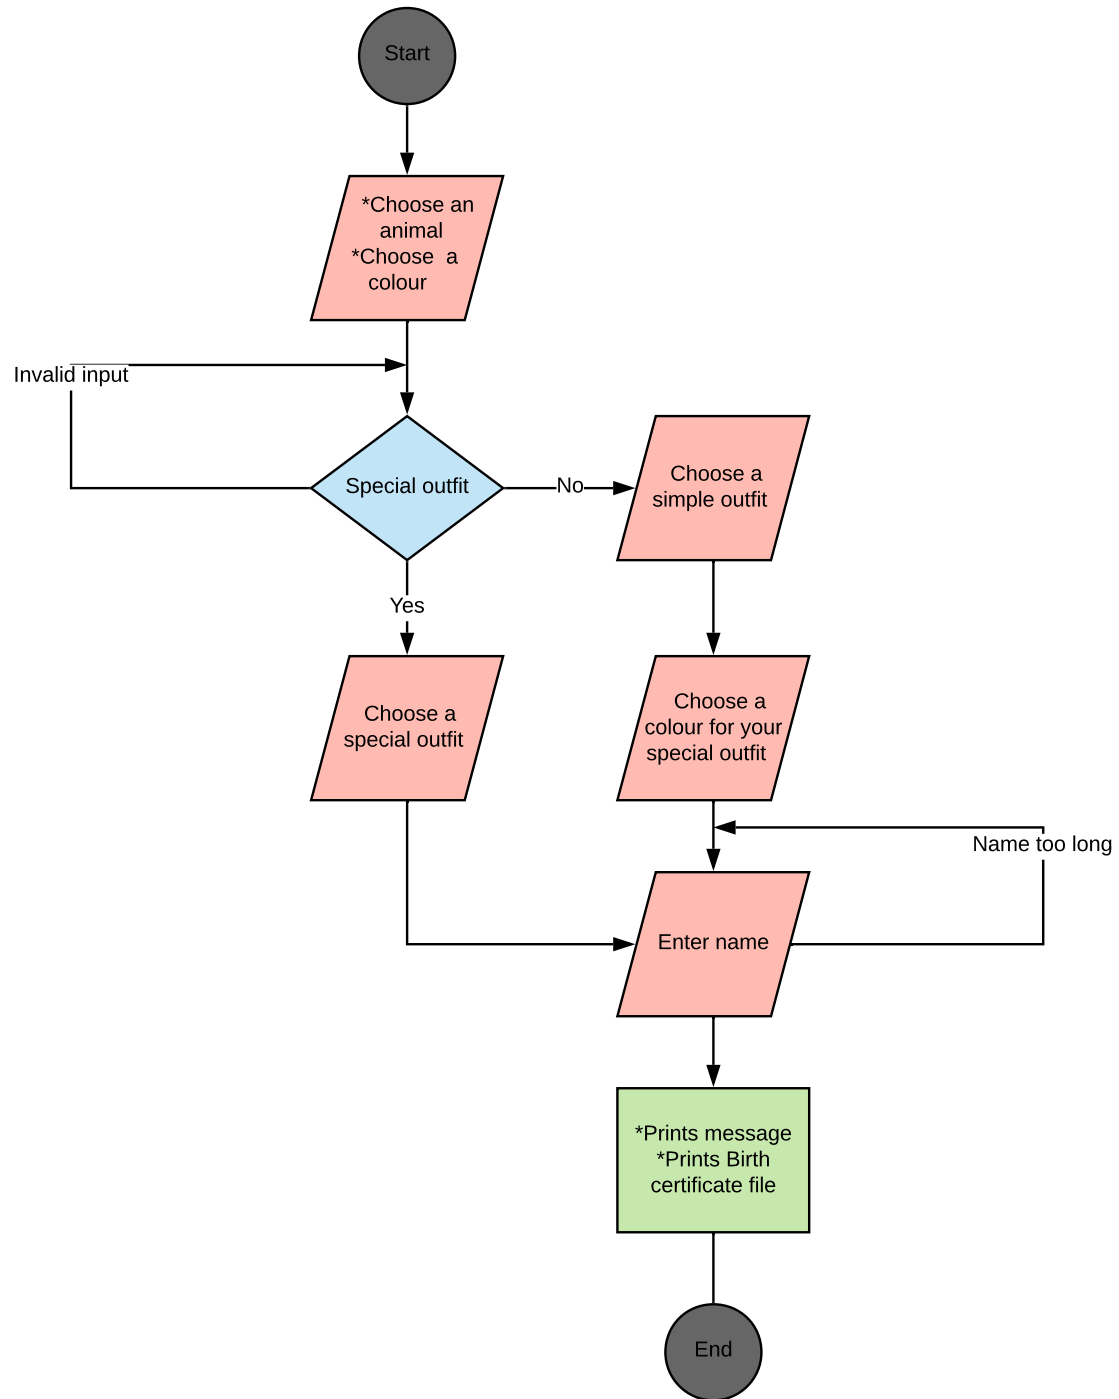 Start
*Choose an
animal
*Choose a
colour
Invalid input
Special outfit
No
Choose a
simple outfit
Yes
Choose a
special outfit
Choose a
colour for your
special outfit
Name too long
Enter name
*Prints message
*Prints Birth
certificate file
End